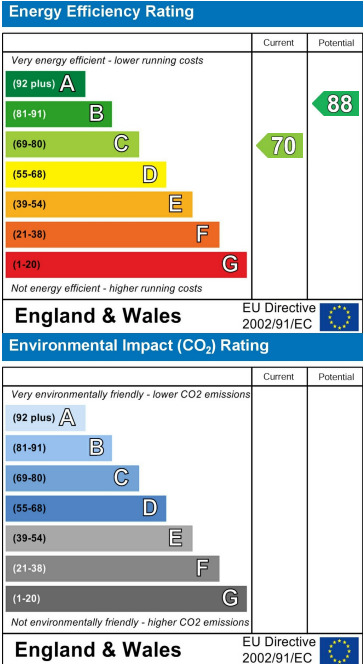 Energy Efficiency Rating
Current Potential
Very energy efficient - lower running costs
(92 plus) A
(81-91) B
88
(69-80) C
70
(55-68) D
(39-54) E
(21-38) F
(1-20) G
Not energy efficient - higher running costs
England & Wales
EU Directive
2002/91/EC
Environmental Impact (CO₂) Rating
Current Potential
Very environmentally friendly - lower CO2 emissions
(92 plus) A
(81-91) B
(69-80) C
(55-68) D
(39-54) E
(21-38) F
(1-20) G
Not environmentally friendly - higher CO2 emissions
England & Wales
EU Directive
2002/91/EC